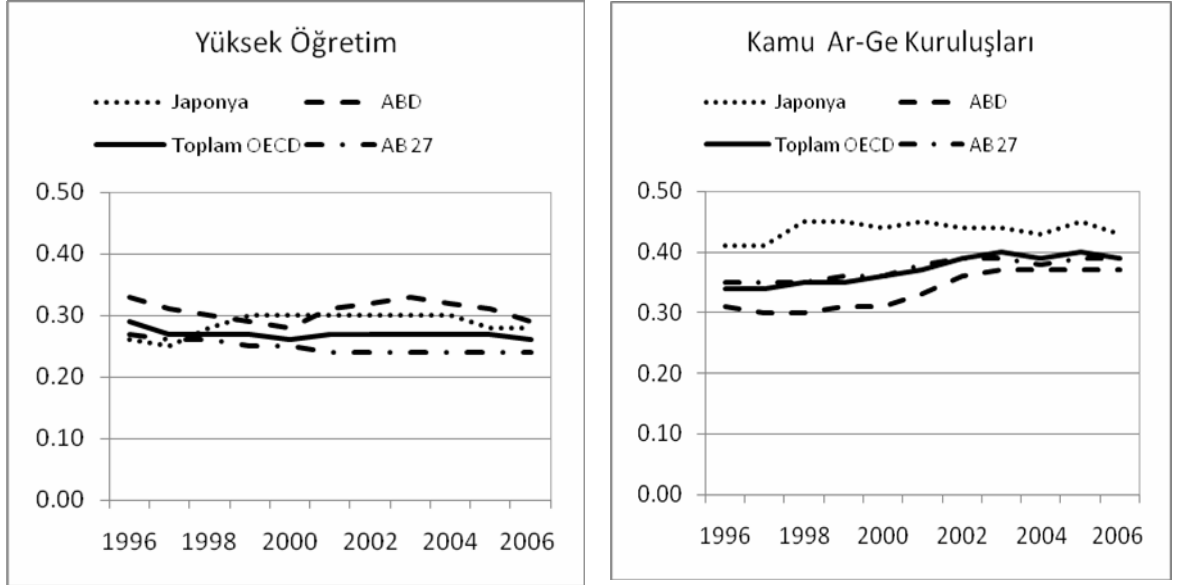 Yüksek Öğretim
Japonya ABD
Toplam OECD AB 27
0.50
0.40
0.30
0.20
0.10
0.00
1996 1998 2000 2002 2004 2006
Kamu Ar-Ge Kuruluşları
Japonya ABD
Toplam OECD AB 27
0.50
0.40
0.30
0.20
0.10
0.00
1996 1998 2000 2002 2004 2006